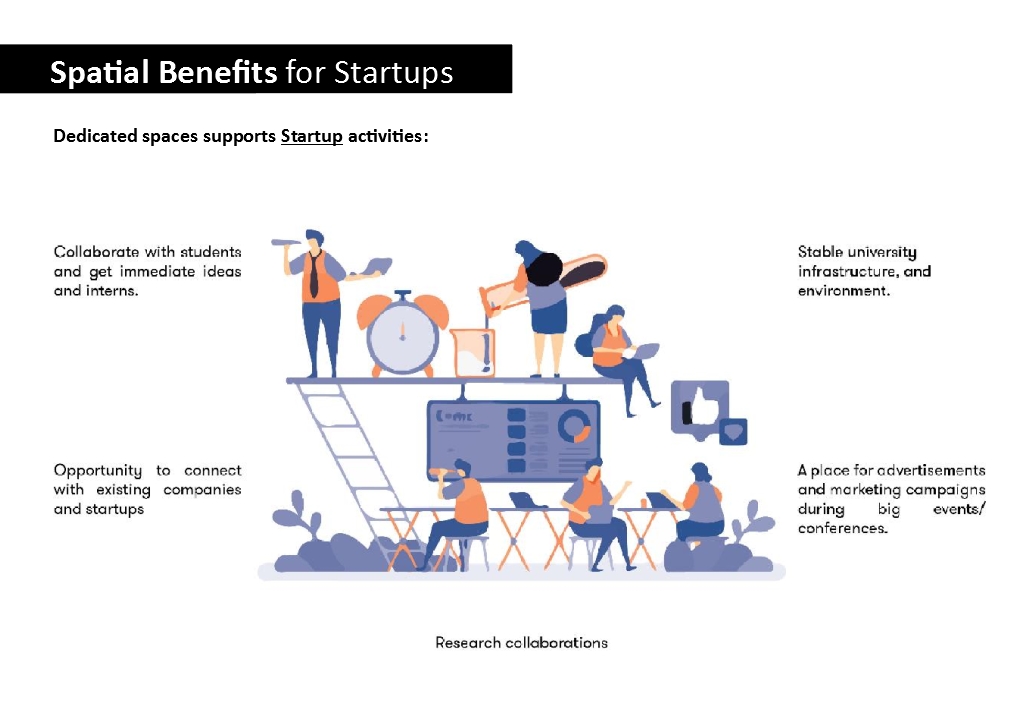 Spatial Benefits for Startups
Dedicated spaces supports Startup activities:
Collaborate with students
and get immediate ideas
and interns.
Stable university
infrastructure, and
environment.
Opportunity to connect
with existing companies
and startups
A place for advertisements
and marketing campaigns
during big events/
conferences.
Research collaborations